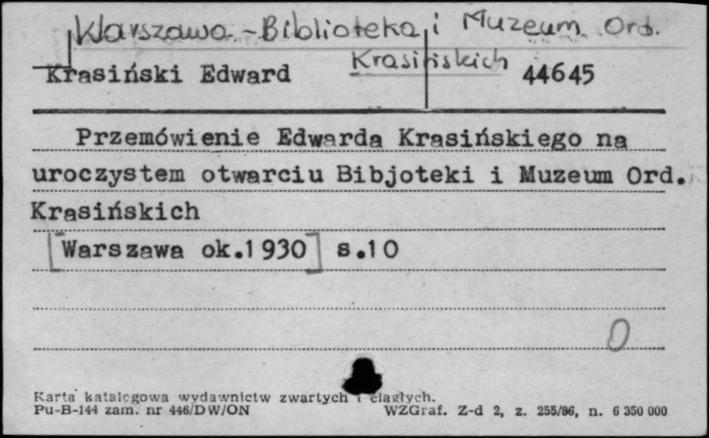 Warszawa - Biblioteka i Muzeum Ord.
Krasińskich
Krasiński Edward 44645
Przemówienie Edwarda Krasińskiego na
uroczystem otwarciu Bibjoteki i Muzeum Ord.
Krasińskich
[Warszawa ok.1930] s.10
0
Karta katalogowa wydawnictw zwartych i ciągłych.
Pu-B-144 zam. nr 446/DW/ON WZGraf. Z-d 2, z. 255/86, n. 6 350 000